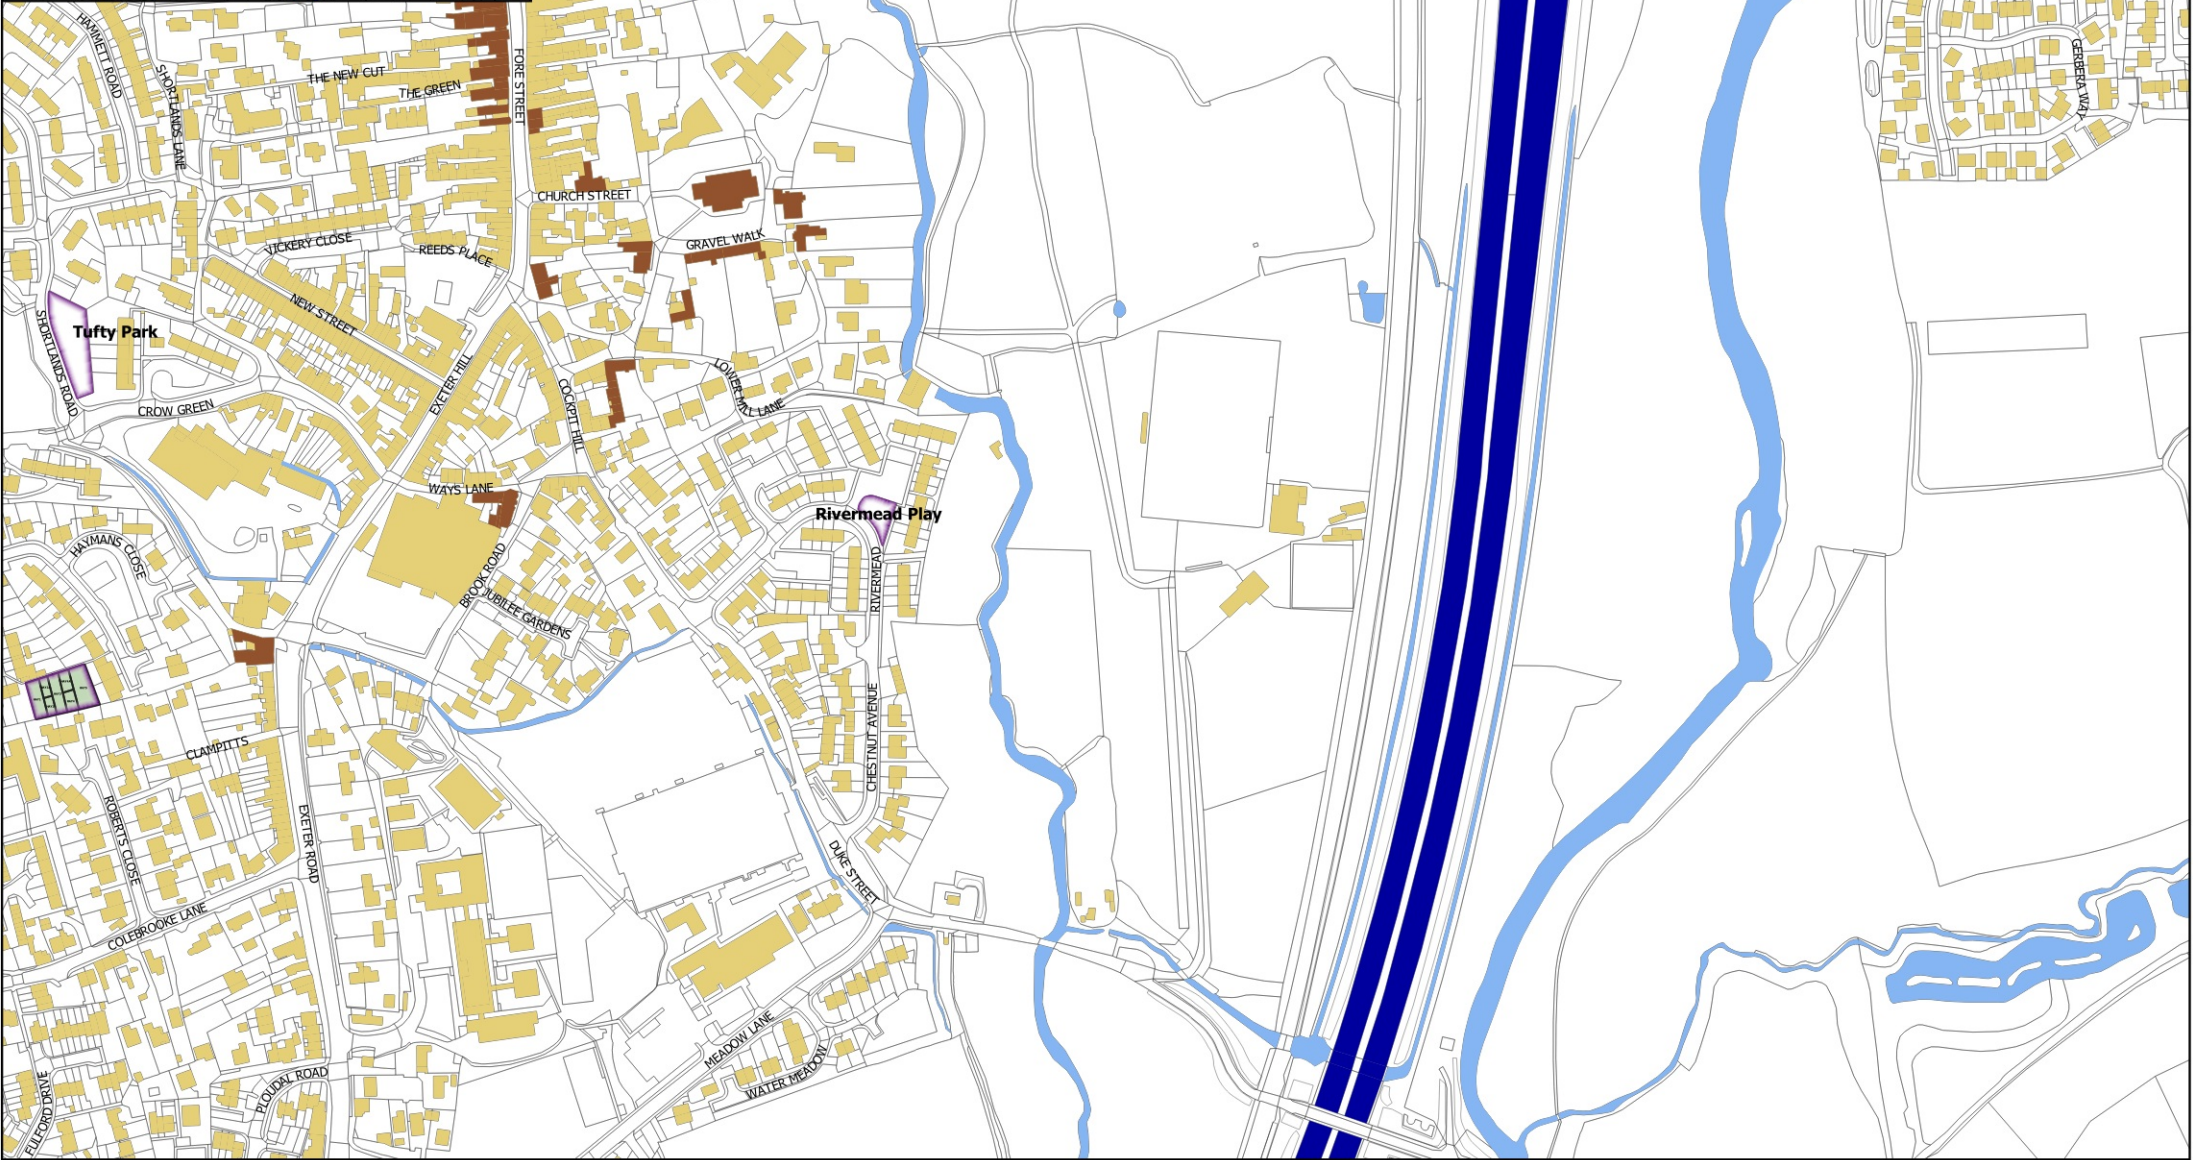 HAMMETT ROAD
SHORTLANDS LANE
THE NEW CUT
THE GREEN
FORE STREET
GERBERA WAY
CHURCH STREET
GRAVEL WALK
VICKERY CLOSE
REEDS PLACE
NEW STREET
Tufty Park
SHORTLANDS ROAD
EXETER HILL
COCKPIT HILL
LOWER MILL LANE
CROW GREEN
WAYS LANE
Rivermead Play
HAYMANS CLOSE
BROOK ROAD
JUBILEE GARDENS
RIVERMEAD
CHESTNUT AVENUE
CLAMPITTS
ROBERTS CLOSE
EXETER ROAD
DUKE STREET
COLEBROOKE LANE
MEADOW LANE
WATER MEADOW
PLOUDAL ROAD
FULFORD DRIVE